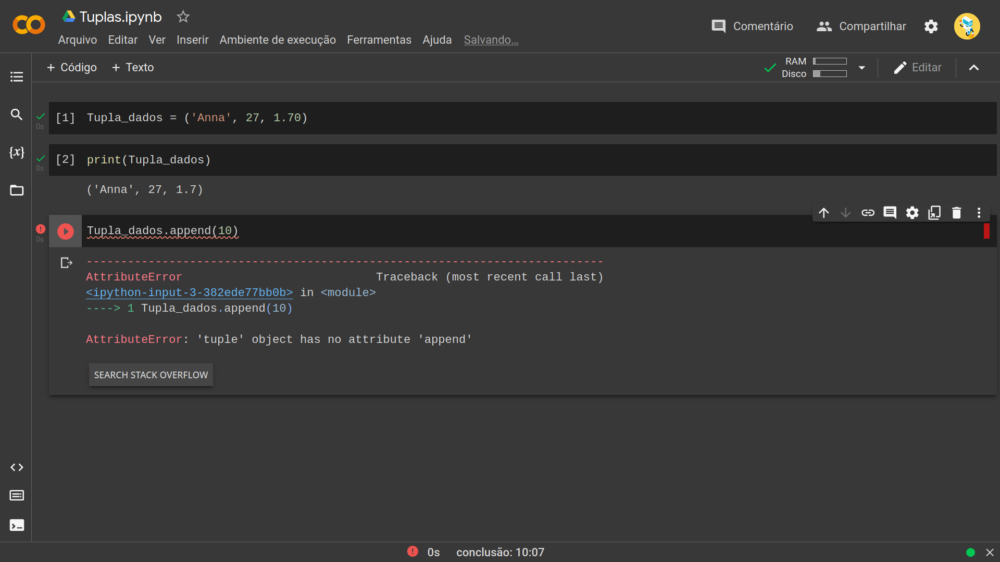 Tuplas.ipynb
Arquivo Editar Ver Inserir Ambiente de execução Ferramentas Ajuda Salvando...
Comentário Compartilhar
+ Código + Texto
RAM
Disco
Editar
{x}
0s
[1] Tupla_dados = ('Anna', 27, 1.70)
0s
[2] print(Tupla_dados)
('Anna', 27, 1.7)
0s
Tupla_dados.append(10)
---------------------------------------------------------------------------
AttributeError Traceback (most recent call last)
<ipython-input-3-382ede77bb0b> in <module>
----> 1 Tupla_dados.append(10)
AttributeError: 'tuple' object has no attribute 'append'
SEARCH STACK OVERFLOW
0s conclusão: 10:07